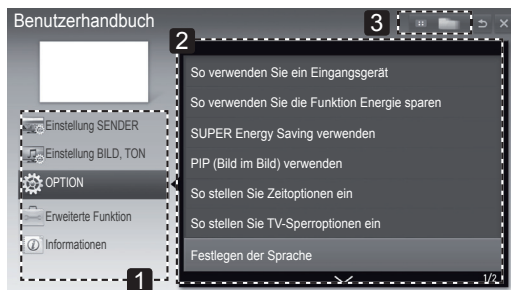 Benutzerhandbuch
3
2
So verwenden Sie ein Eingangsgerät
So verwenden Sie die Funktion Energie sparen
SUPER Energy Saving verwenden
PIP (Bild im Bild) verwenden
So stellen Sie Zeitoptionen ein
So stellen Sie TV-Sperroptionen ein
Festlegen der Sprache
1/2
Einstellung SENDER
Einstellung BILD, TON
OPTION
Erweiterte Funktion
Informationen
1